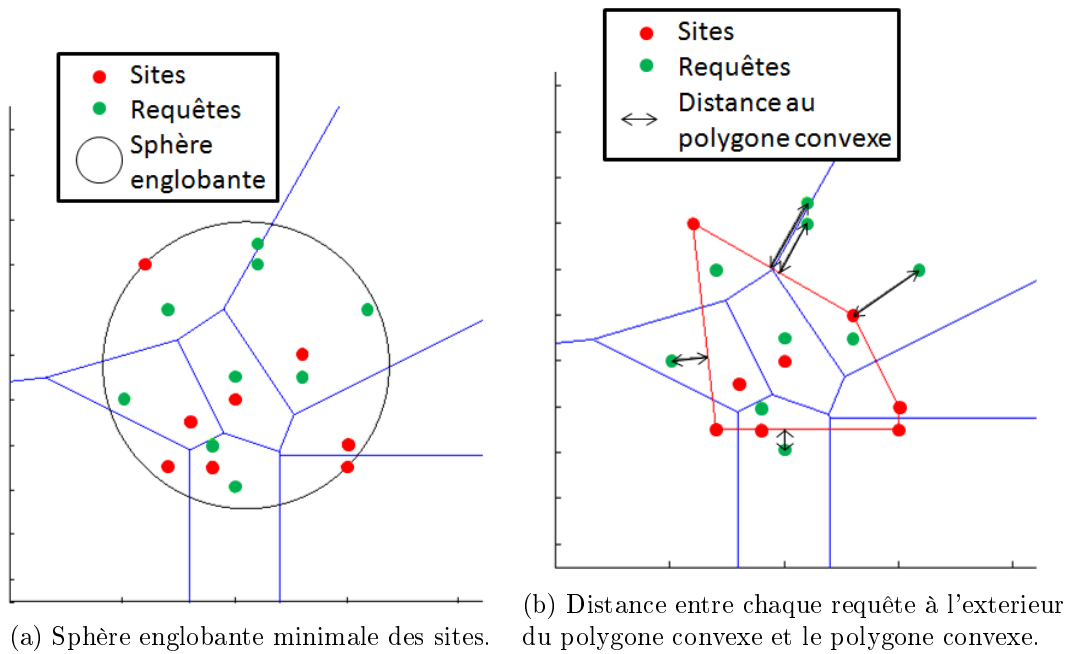 Sites
Requêtes
Sphère
englobante
Sites
Requêtes
Distance au
polygone convexe
(a) Sphère englobante minimale des sites.
(b) Distance entre chaque requête à l'exterieur
du polygone convexe et le polygone convexe.